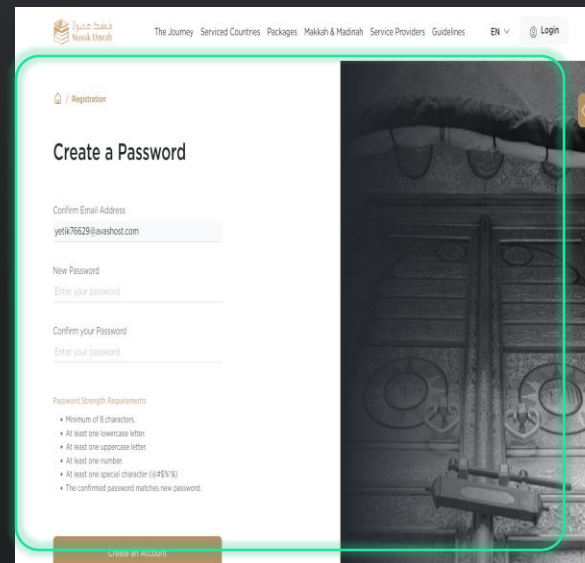 نسك عمرة
Nusuk Umrah
The Journey Serviced Countries Packages Makkah & Madinah Service Providers Guidelines EN Login
/ Registration
Create a Password
Confirm Email Address
yetik76629@avashost.com
New Password
Enter your password
Confirm your Password
Enter your password
Password Strength Requirements
• Minimum of 8 characters.
• At least one lowercase letter.
• At least one uppercase letter.
• At least one number.
• At least one special character (@#$%^&)
• The confirmed password matches new password.
Create an Account